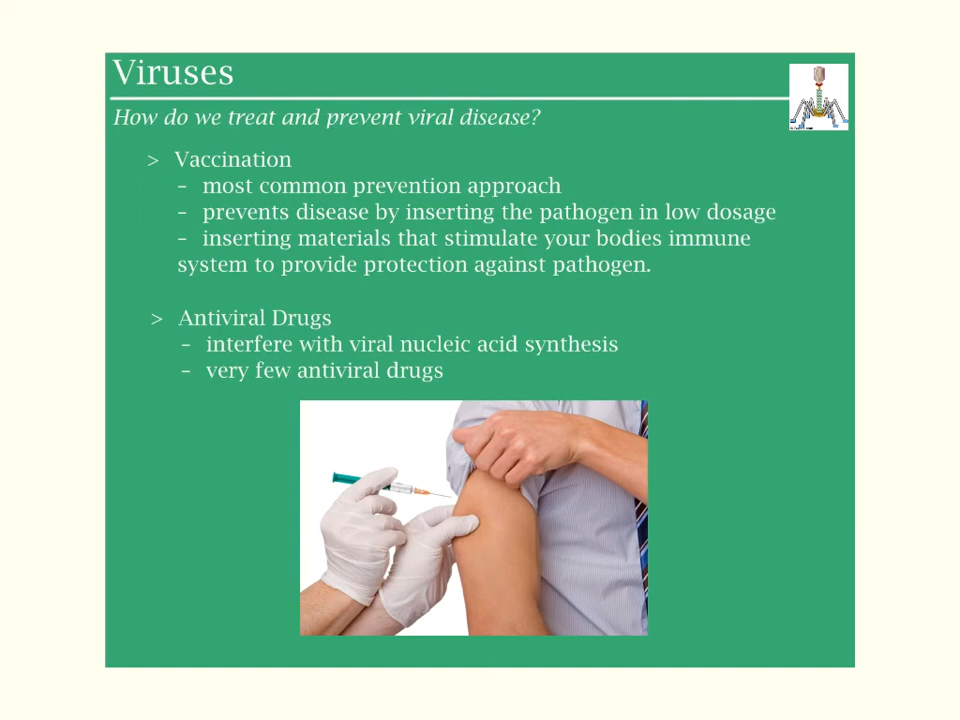 Viruses
How do we treat and prevent viral disease?
> Vaccination
– most common prevention approach
– prevents disease by inserting the pathogen in low dosage
– inserting materials that stimulate your bodies immune
system to provide protection against pathogen.
> Antiviral Drugs
– interfere with viral nucleic acid synthesis
– very few antiviral drugs